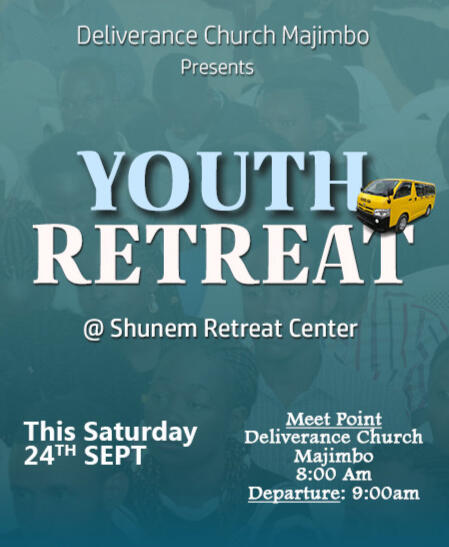 Deliverance Church Majimbo
Presents
YOUTH
RETREAT
@ Shunem Retreat Center
This Saturday
24TH SEPT
Meet Point
Deliverance Church
Majimbo
8:00 Am
Departure: 9:00am